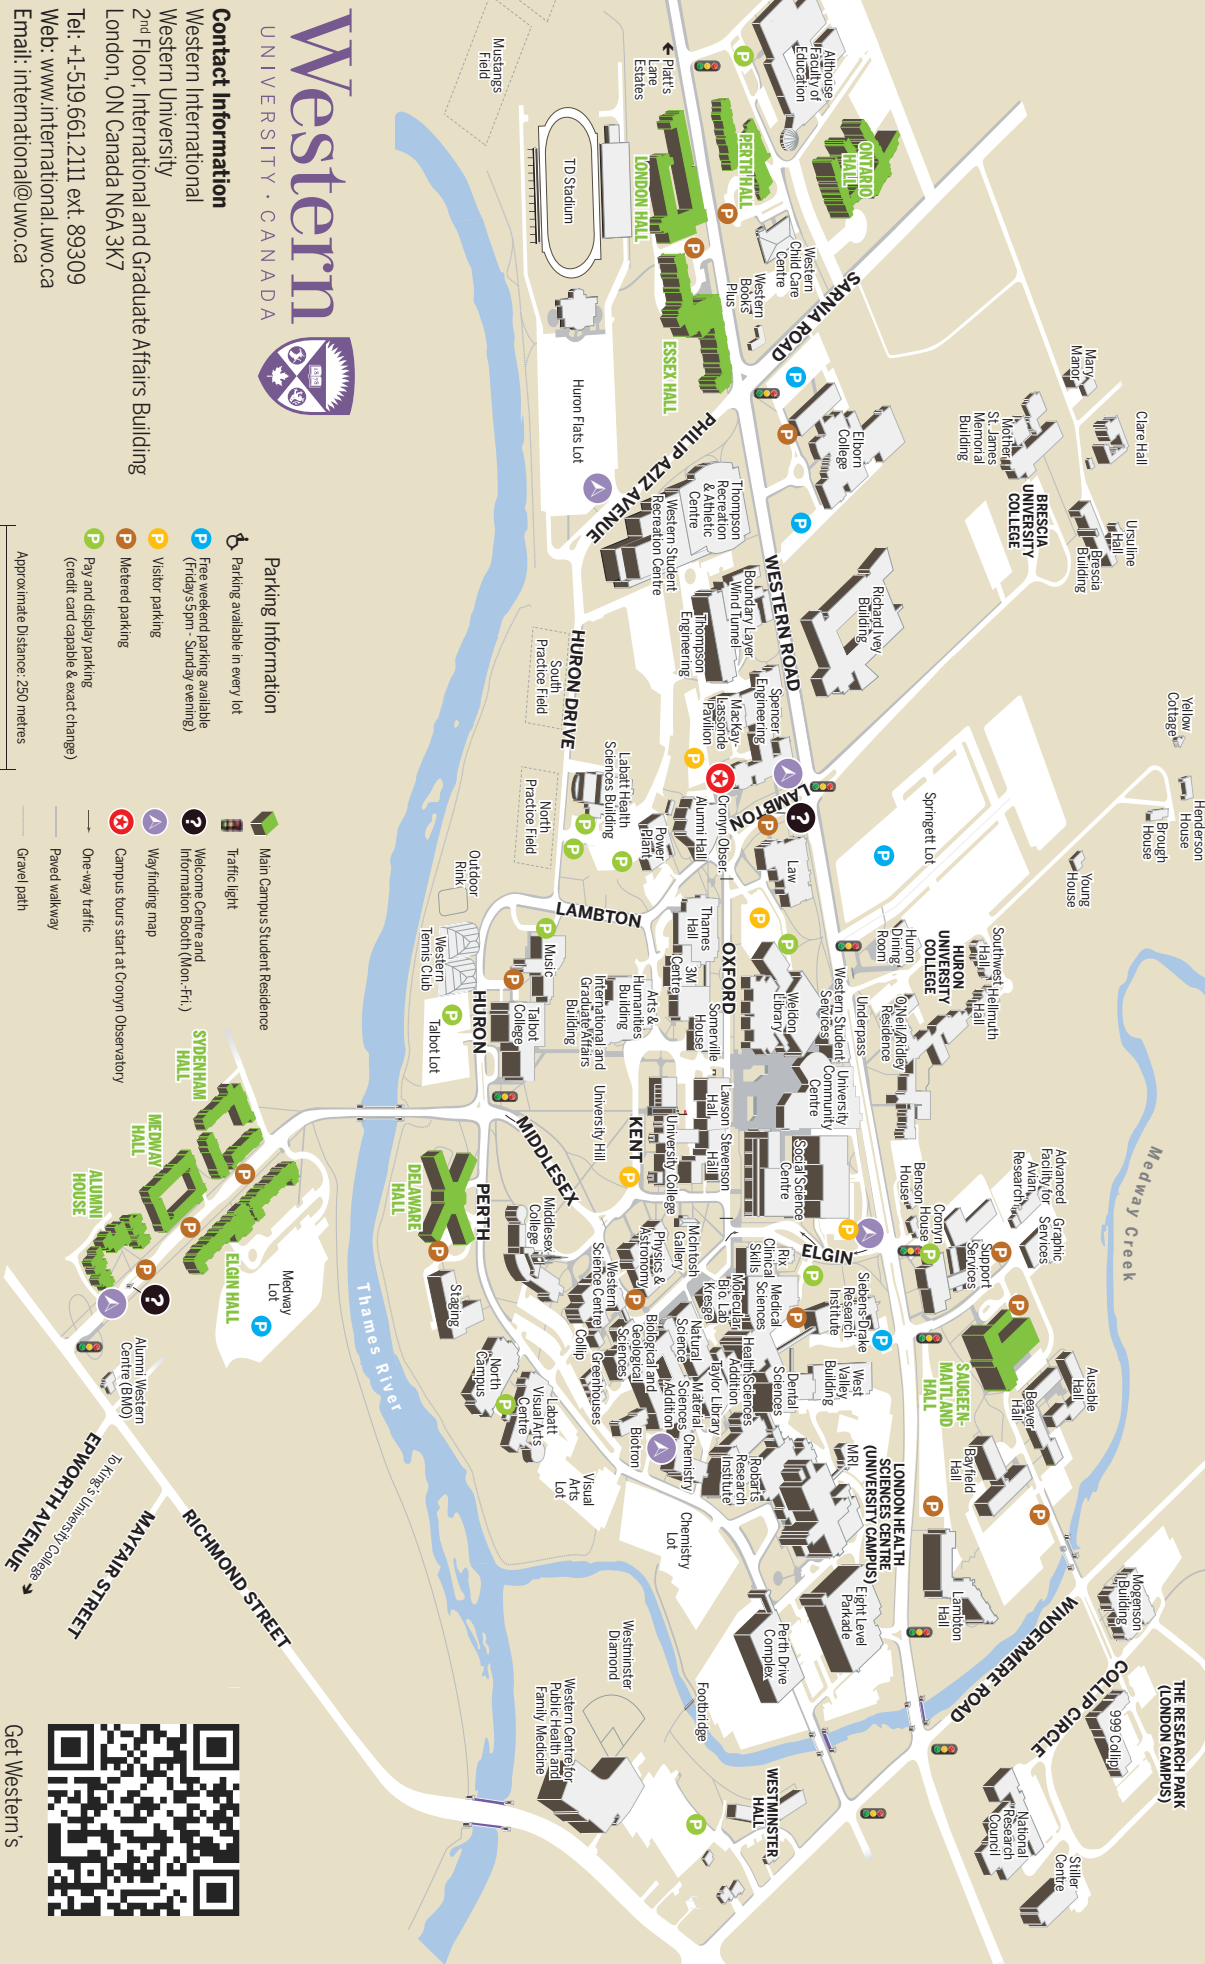 Western
UNIVERSITY · CANADA
Contact Information
Western International
Western University
2nd Floor, International and Graduate Affairs Building
London, ON Canada N6A 3K7
Tel: +1-519.661.2111 ext. 89309
Web: www.international.uwo.ca
Email: international@uwo.ca
Parking Information
Parking available in every lot
P
Free weekend parking available
(Fridays 5pm - Sunday evening)
P
Visitor parking
P
Metered parking
P
Pay and display parking
(credit card capable & exact change)
Approximate Distance: 250 metres
Main Campus Student Residence
Traffic light
?
Welcome Centre and
Information Booth (Mon.-Fri.)
Wayfinding map
Campus tours start at Cronyn Observatory
One-way traffic
Paved walkway
Gravel path
Get Western's
Althouse
Faculty of
Education
Platt's
Lane
Estates
Mustangs
Field
ONTARIO
HALL
PERTH HALL
LONDON HALL
TD Stadium
Western
Child Care
Centre
Western
Books
Plus
SARNIA ROAD
ESSEX HALL
Huron Flats Lot
PHILIP AZIZ AVENUE
Elborn
College
Mary
Manor
Clare Hall
Mother
St. James
Memorial
Building
BRESCIA
UNIVERSITY
COLLEGE
Ursuline
Hall
Brescia
Building
Thompson
Recreation
& Athletic
Centre
Western Student
Recreation Centre
WESTERN ROAD
Richard Ivey
Building
Boundary Layer
Wind Tunnel
Thompson
Engineering
HURON DRIVE
South
Practice Field
Spencer
Engineering
MacKay-
Lassonde
Pavilion
Yellow
Cottage
Henderson
House
Brough
House
Young
House
Springett Lot
LAMBTON
Cronyn Obser.
Alumni Hall
Power
Plant
Labatt Health
Sciences Building
North
Practice Field
Outdoor
Rink
Law
LAMBTON
Thames
Hall
3M
Centre
OXFORD
Music
Western
Tennis Club
HURON
Talbot
College
Talbot Lot
Huron
Dining
Room
HURON
UNIVERSITY
COLLEGE
Southwest
Hall
Hellmuth
Hall
O'Neil/Ridley
Residence
Underpass
Western Student
Services
Weldon
Library
Somerville
House
Arts &
Humanities
Building
International and
Graduate Affairs
Building
University
Community
Centre
Lawson
Hall
Stevenson
Hall
University College
KENT
University Hill
MIDDLESEX
PERTH
DELAWARE
HALL
Social Science
Centre
Benson
House
Cronyn
House
Advanced
Facility for
Avian
Research
Graphic
Services
Support
Services
Medway Creek
ELGIN
McIntosh
Gallery
Rix
Clinical
Skills
Physics &
Astronomy
Middlesex
College
Western
Science Centre
Siebens-Drake
Research
Institute
Medical
Sciences
Molecular
Bio. Lab
Kresge
Natural
Science
Biological and
Geological
Sciences
Collip
Greenhouses
Staging
North
Campus
Labatt
Visual Arts
Centre
Visual
Arts
Lot
Health Sciences
Addition
Taylor Library
Material
Sciences
Addition
Dental
Sciences
West
Valley
Building
SAUGEEN-
MAITLAND
HALL
Ausable
Hall
Beaver
Hall
Bayfield
Hall
Biotron
Chemistry
Robarts
Research
Institute
MRI
LONDON HEALTH
SCIENCES CENTRE
(UNIVERSITY CAMPUS)
Chemistry
Lot
Lambton
Hall
Eight Level
Parkade
Perth Drive
Complex
WINDERMERE ROAD
Mogenson
Building
COLLIP CIRCLE
THE RESEARCH PARK
(LONDON CAMPUS)
999 Collip
National
Research
Council
Stiller
Centre
Westminster
Diamond
Footbridge
Western Centre for
Public Health and
Family Medicine
WESTMINSTER
HALL
SYDENHAM
HALL
MEDWAY
HALL
ALUMNI
HOUSE
ELGIN HALL
Medway
Lot
Thames River
Alumni Western
Centre (BMO)
To King's University College
EPWORTH AVENUE
MAYFAIR STREET
RICHMOND STREET